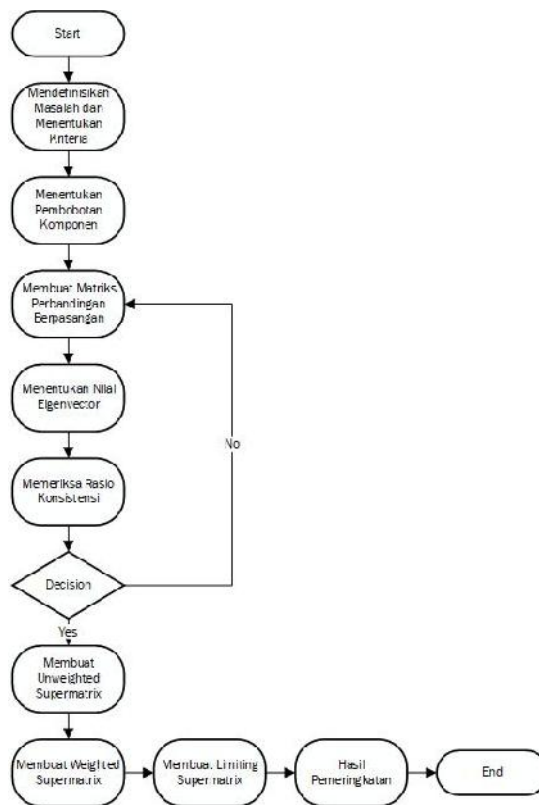 Start
Mendefinisikan
Masalah dan
Menentukan
Kriteria
Menentukan
Pembobotan
Komponen
Membuat Matriks
Perbandingan
Berpasangan
Menentukan Nilai
Eigenvector
No
Memeriksa Rasio
Konsistensi
Decision
Yes
Membuat
Unweighted
Supermatrix
Membuat Weighted
Supermatrix
Membuat Limiting
Supermatrix
Hasil
Pemeringkatan
End